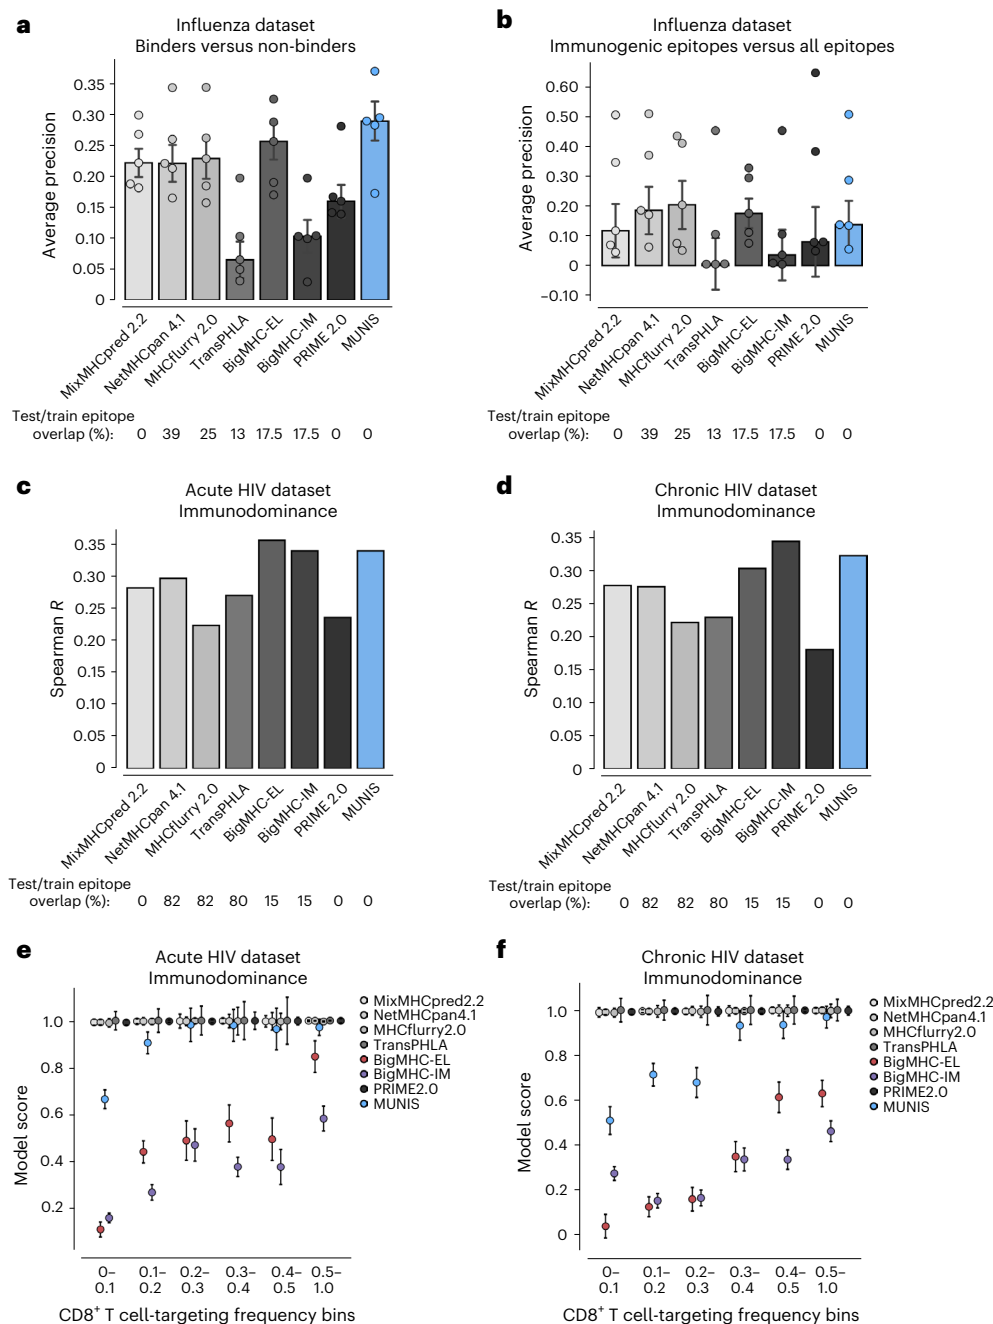 a
Influenza dataset
Binders versus non-binders
Average precision
0.35
0.30
0.25
0.20
0.15
0.10
0.05
0
MixMHCpred 2.2
NetMHCpan 4.1
MHCflurry 2.0
TransPHLA
BigMHC-EL
BigMHC-IM
PRIME 2.0
MUNIS
Test/train epitope
overlap (%): 0 39 25 13 17.5 17.5 0 0
b
Influenza dataset
Immunogenic epitopes versus all epitopes
Average precision
0.60
0.50
0.40
0.30
0.20
0.10
0
−0.10
MixMHCpred 2.2
NetMHCpan 4.1
MHCflurry 2.0
TransPHLA
BigMHC-EL
BigMHC-IM
PRIME 2.0
MUNIS
Test/train epitope
overlap (%): 0 39 25 13 17.5 17.5 0 0
c
Acute HIV dataset
Immunodominance
Spearman R
0.35
0.30
0.25
0.20
0.15
0.10
0.05
0
MixMHCpred 2.2
NetMHCpan 4.1
MHCflurry 2.0
TransPHLA
BigMHC-EL
BigMHC-IM
PRIME 2.0
MUNIS
Test/train epitope
overlap (%): 0 82 82 80 15 15 0 0
d
Chronic HIV dataset
Immunodominance
Spearman R
0.35
0.30
0.25
0.20
0.15
0.10
0.05
0
MixMHCpred 2.2
NetMHCpan 4.1
MHCflurry 2.0
TransPHLA
BigMHC-EL
BigMHC-IM
PRIME 2.0
MUNIS
Test/train epitope
overlap (%): 0 82 82 80 15 15 0 0
e
Acute HIV dataset
Immunodominance
Model score
1.0
0.8
0.6
0.4
0.2
0– 0.1– 0.2– 0.3– 0.4– 0.5–
0.1 0.2 0.3 0.4 0.5 1.0
CD8+ T cell-targeting frequency bins
MixMHCpred2.2
NetMHCpan4.1
MHCflurry2.0
TransPHLA
BigMHC-EL
BigMHC-IM
PRIME2.0
MUNIS
f
Chronic HIV dataset
Immunodominance
Model score
1.0
0.8
0.6
0.4
0.2
0
0– 0.1– 0.2– 0.3– 0.4– 0.5–
0.1 0.2 0.3 0.4 0.5 1.0
CD8+ T cell-targeting frequency bins
MixMHCpred2.2
NetMHCpan4.1
MHCflurry2.0
TransPHLA
BigMHC-EL
BigMHC-IM
PRIME2.0
MUNIS